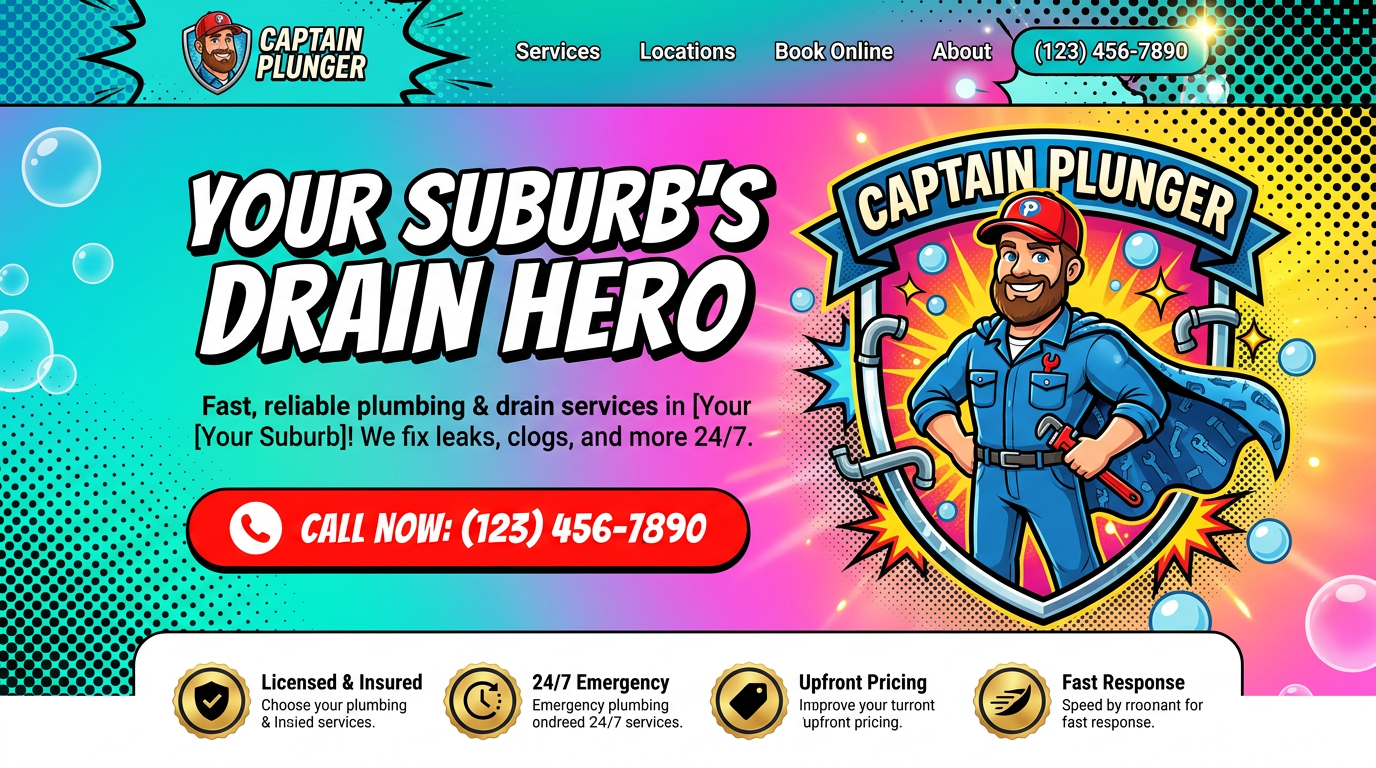 CAPTAIN
PLUNGER
Services
Locations
Book Online
About
(123) 456-7890
YOUR SUBURB'S
DRAIN HERO
Fast, reliable plumbing & drain services in [Your
[Your Suburb]! We fix leaks, clogs, and more 24/7.
CALL NOW: (123) 456-7890
CAPTAIN PLUNGER
P
Licensed & Insured
Choose your plumbing
& Insied services.
24/7 Emergency
Emergency plumbing
ondreed 24/7 services.
Upfront Pricing
Improve your turront
upfront pricing.
Fast Response
Speed by rroonant for
fast response.